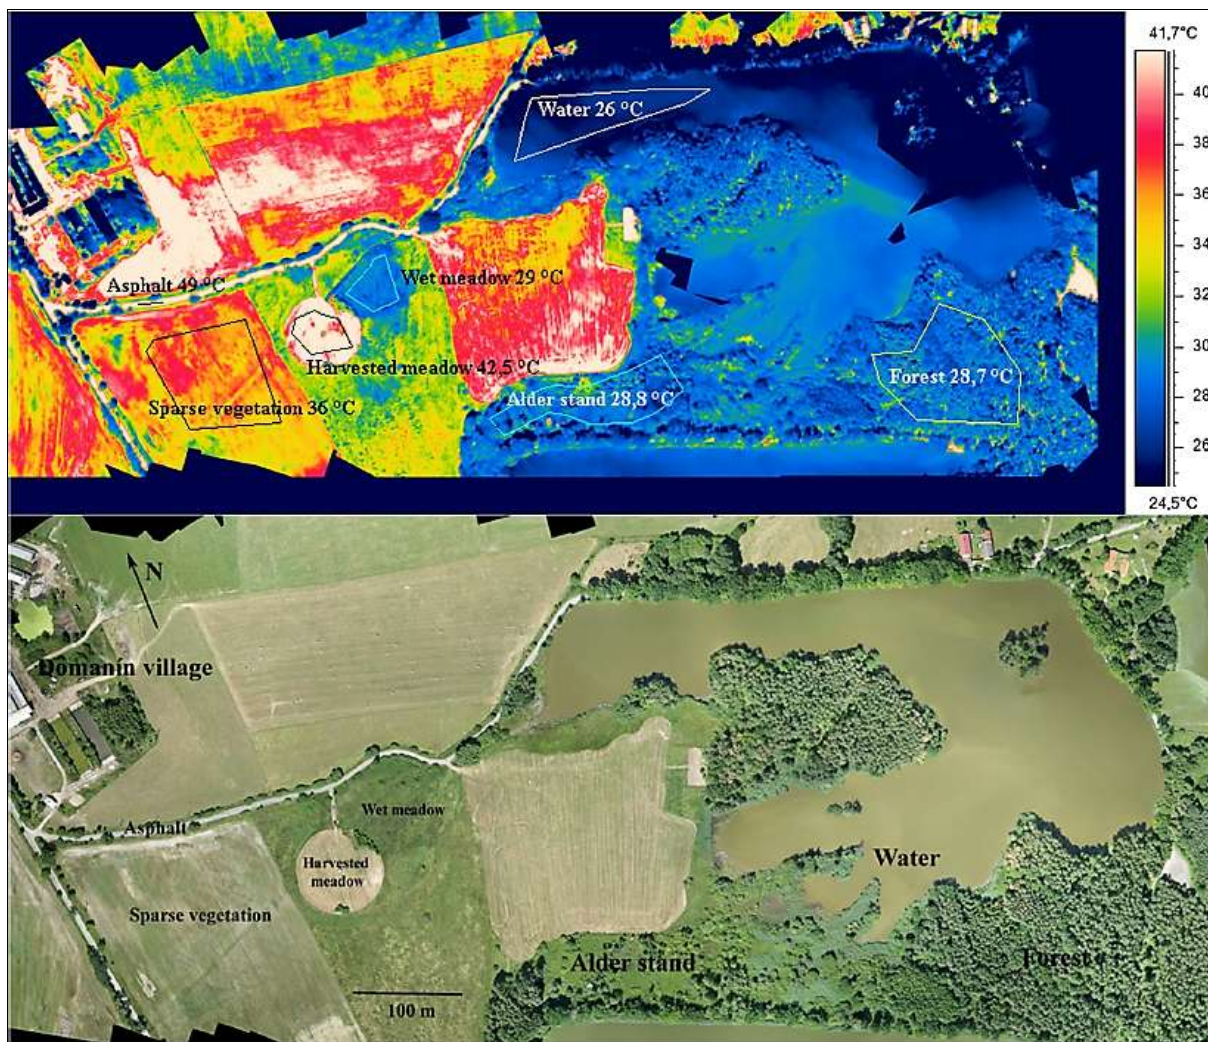 41,7°C
40
38
36
34
32
30
28
26
24,5°C
Water 26 °C
Asphalt 49 °C
Wet meadow 29 °C
Harvested meadow 42,5 °C
Sparse vegetation 36 °C
Alder stand 28,8 °C
Forest 28,7 °C
N
Domanín village
Asphalt
Wet meadow
Harvested
meadow
Sparse vegetation
Water
Alder stand
Forest
100 m